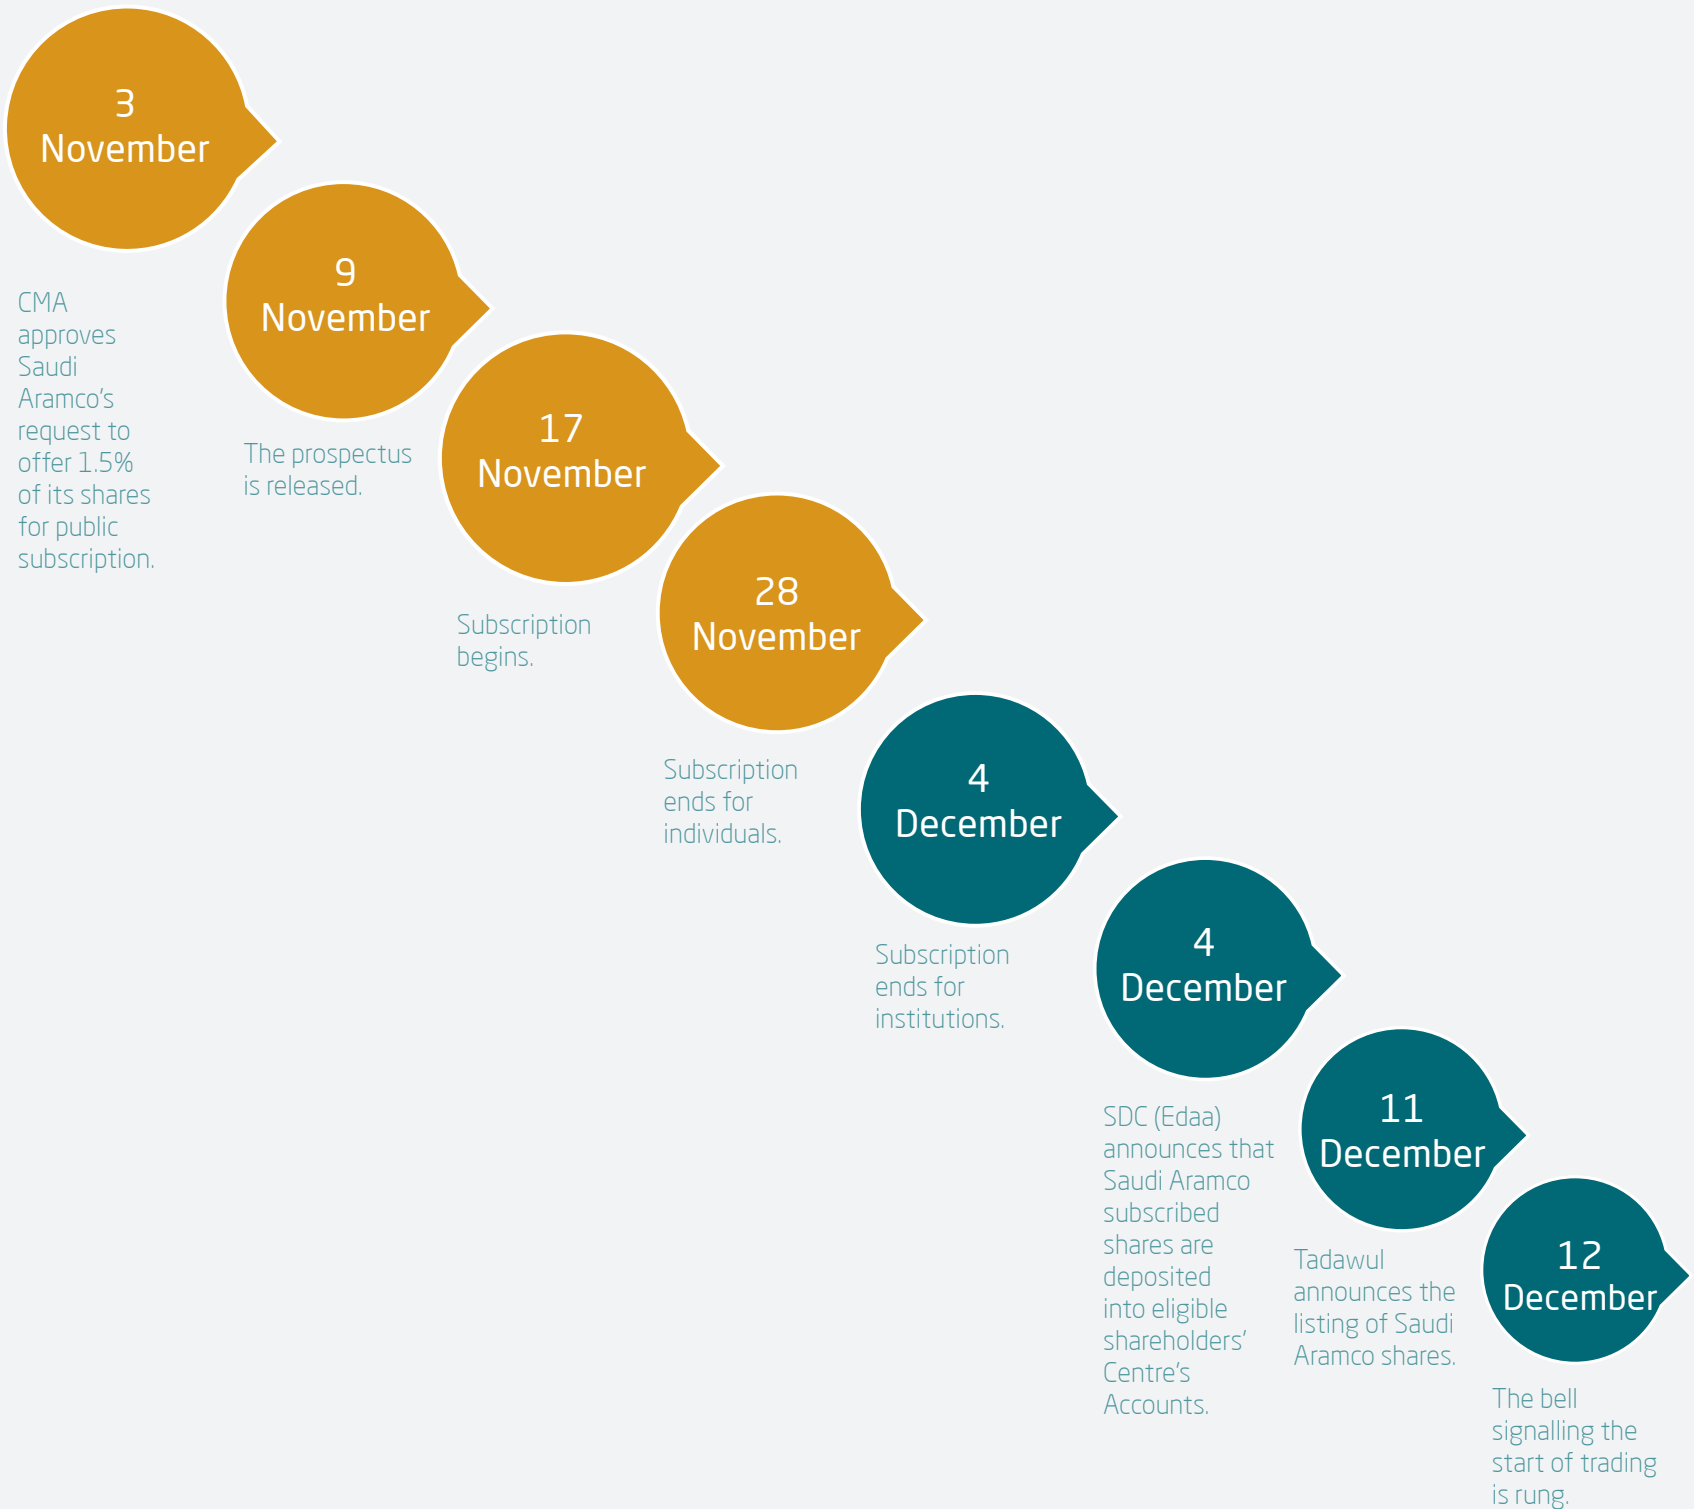 3
November
CMA
approves
Saudi
Aramco’s
request to
offer 1.5%
of its shares
for public
subscription.
9
November
The prospectus
is released.
17
November
Subscription
begins.
28
November
Subscription
ends for
individuals.
4
December
Subscription
ends for
institutions.
4
December
SDC (Edaa)
announces that
Saudi Aramco
subscribed
shares are
deposited
into eligible
shareholders’
Centre’s
Accounts.
11
December
Tadawul
announces the
listing of Saudi
Aramco shares.
12
December
The bell
signalling the
start of trading
is rung.